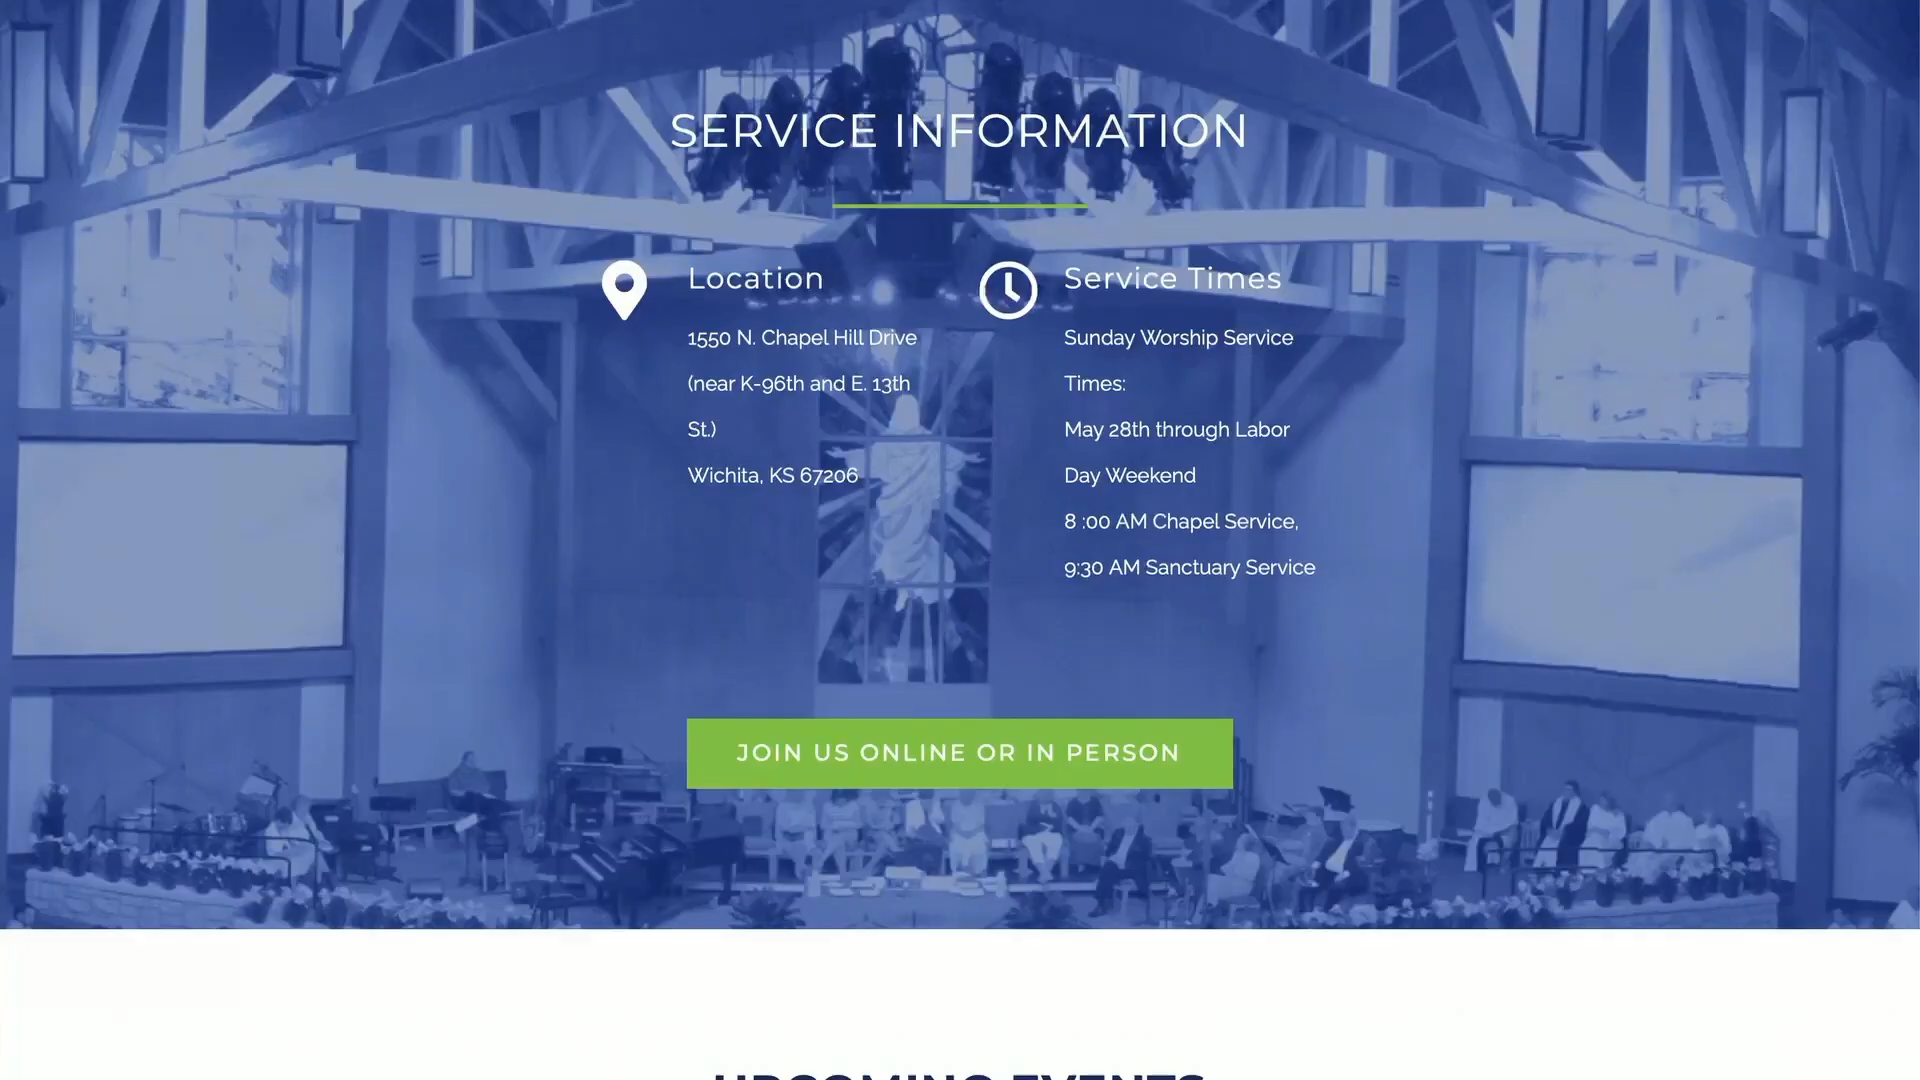 SERVICE INFORMATION
Location
1550 N. Chapel Hill Drive
(near K-96th and E. 13th
St.)
Wichita, KS 67206
Service Times
Sunday Worship Service
Times:
May 28th through Labor
Day Weekend
8 :00 AM Chapel Service,
9:30 AM Sanctuary Service
JOIN US ONLINE OR IN PERSON
UPCOMING EVENTS